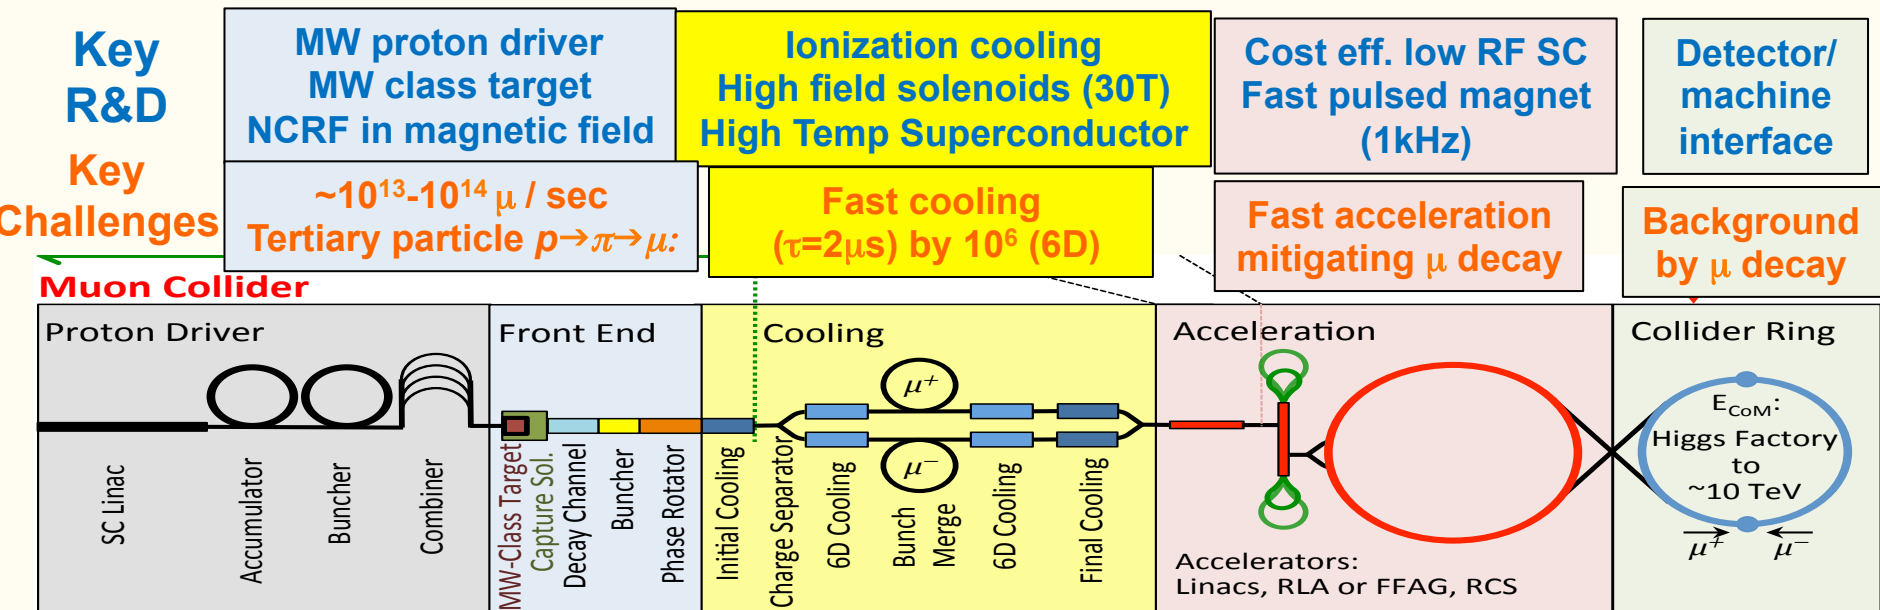 Key
R&D
MW proton driver
MW class target
NCRF in magnetic field
Ionization cooling
High field solenoids (30T)
High Temp Superconductor
Cost eff. low RF SC
Fast pulsed magnet
(1kHz)
Detector/
machine
interface
Key
Challenges
~10¹³-10¹⁴ μ / sec
Tertiary particle p→π→μ:
Fast cooling
(τ=2μs) by 10⁶ (6D)
Fast acceleration
mitigating μ decay
Background
by μ decay
Muon Collider
Proton Driver
Front End
Cooling
Acceleration
Collider Ring
μ⁺
μ⁻
E_CoM:
Higgs Factory
to
~10 TeV
μ⁺
μ⁻
SC Linac
Accumulator
Buncher
Combiner
MW-Class Target
Capture Sol.
Decay Channel
Buncher
Phase Rotator
Initial Cooling
Charge Separator
6D Cooling
Bunch
Merge
6D Cooling
Final Cooling
Accelerators:
Linacs, RLA or FFAG, RCS